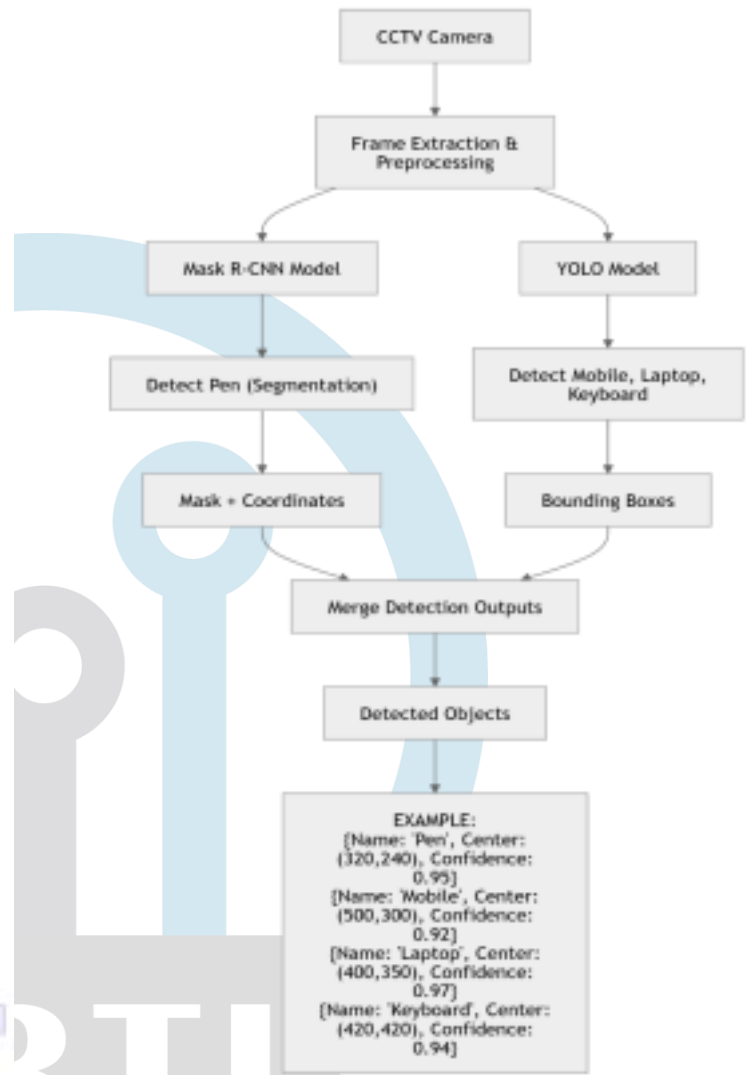 CCTV Camera
Frame Extraction &
Preprocessing
Mask R-CNN Model
YOLO Model
Detect Pen (Segmentation)
Detect Mobile, Laptop,
Keyboard
Mask + Coordinates
Bounding Boxes
Merge Detection Outputs
Detected Objects
EXAMPLE:
[Name: 'Pen', Center:
(320,240), Confidence:
0.95]
[Name: 'Mobile', Center:
(500,300), Confidence:
0.92]
[Name: 'Laptop', Center:
(400,350), Confidence:
0.97]
[Name: 'Keyboard', Center:
(420,420), Confidence:
0.94]